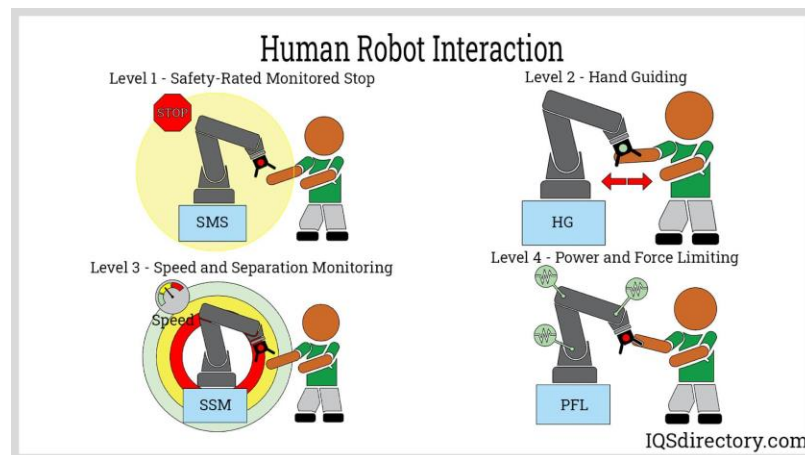 Human Robot Interaction
Level 1 - Safety-Rated Monitored Stop
STOP
SMS
Level 2 - Hand Guiding
HG
Level 3 - Speed and Separation Monitoring
Speed
SSM
Level 4 - Power and Force Limiting
PFL
IQSdirectory.com